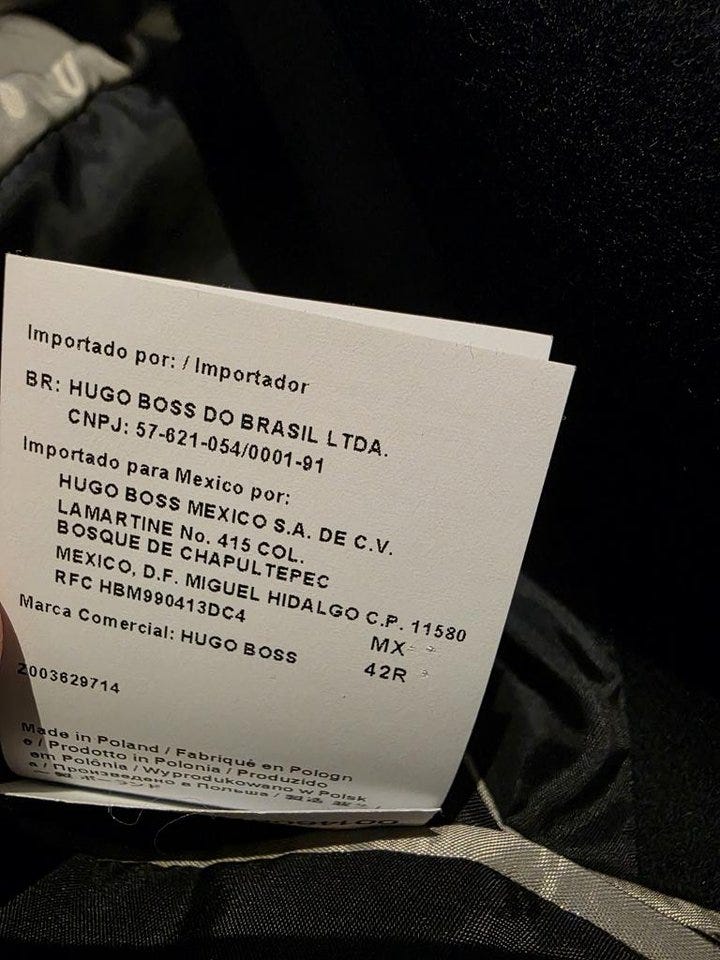 Importado por: / Importador
BR: HUGO BOSS DO BRASIL LTDA.
CNPJ: 57-621-054/0001-91
Importado para Mexico por:
HUGO BOSS MEXICO S.A. DE C.V.
LAMARTINE No. 415 COL.
BOSQUE DE CHAPULTEPEC
MEXICO, D.F. MIGUEL HIDALGO C.P. 11580
RFC HBM990413DC4
MX
Marca Comercial: HUGO BOSS
42R
2003629714
Made in Poland / Fabriqué en Pologn
e / Prodotto in Polonia / Produzido
em Polônia / Wyprodukowano w Polsk
a / Произведено в Польша /